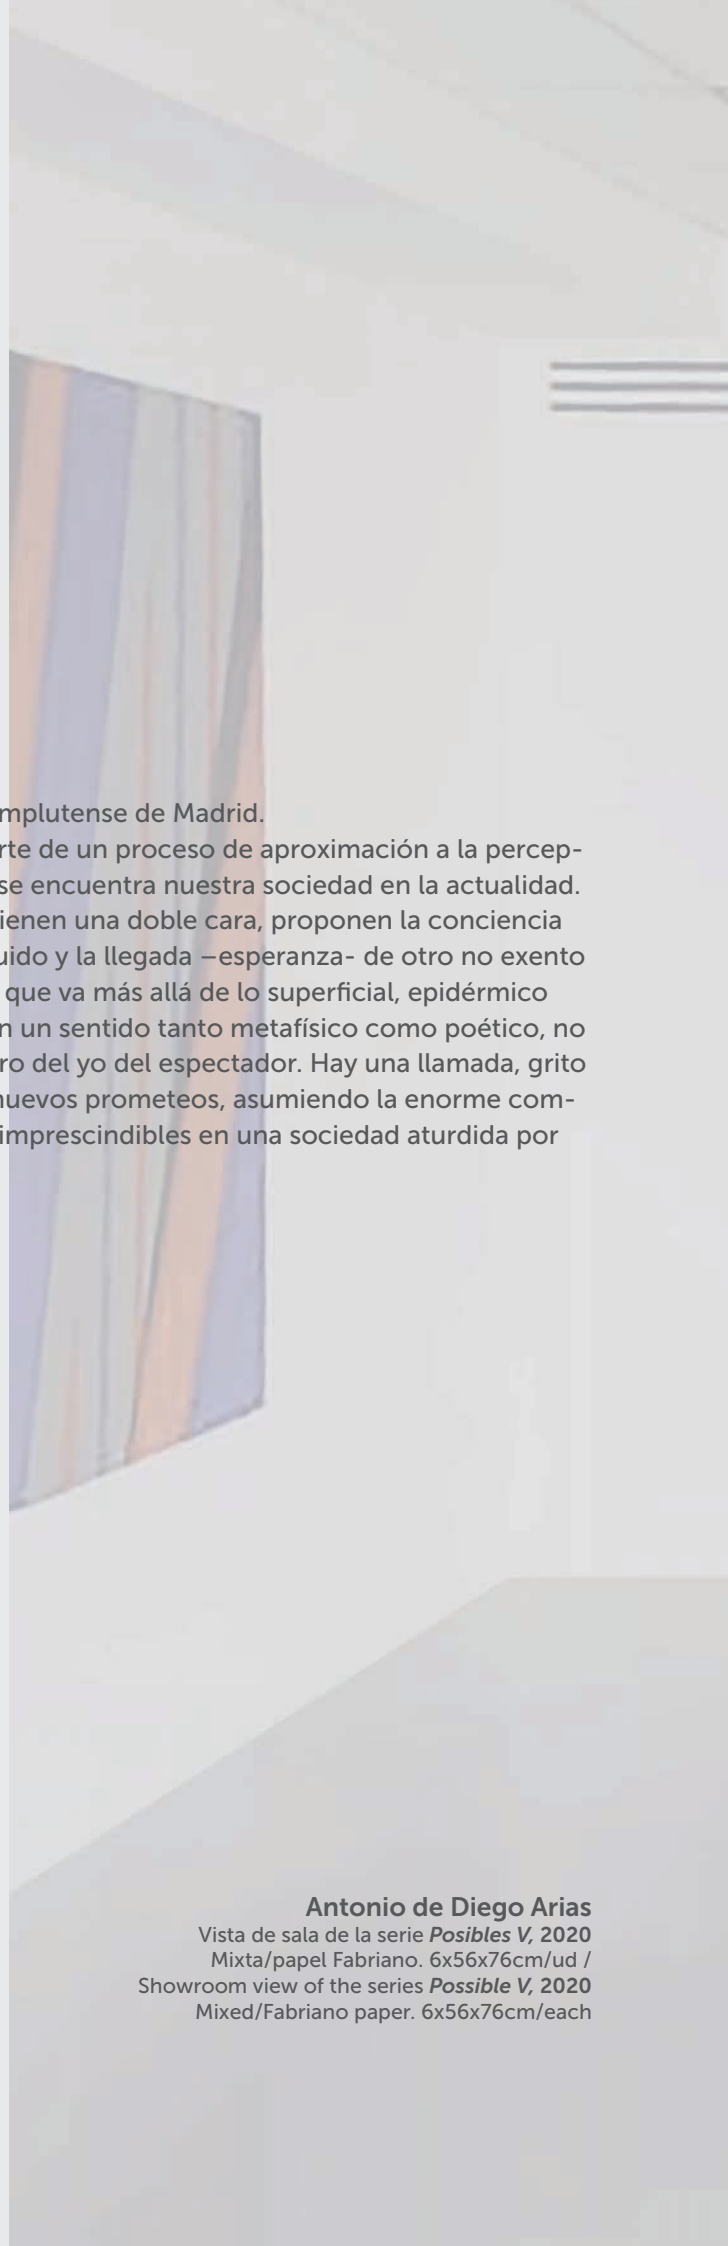 mplutense de Madrid.
rte de un proceso de aproximación a la percep-
se encuentra nuestra sociedad en la actualidad.
ienen una doble cara, proponen la conciencia
uido y la llegada –esperanza- de otro no exento
que va más allá de lo superficial, epidérmico
n un sentido tanto metafísico como poético, no
ro del yo del espectador. Hay una llamada, grito
nuevos prometeos, asumiendo la enorme com-
imprescindibles en una sociedad aturdida por
Antonio de Diego Arias
Vista de sala de la serie Posibles V, 2020
Mixta/papel Fabriano. 6x56x76cm/ud /
Showroom view of the series Possible V, 2020
Mixed/Fabriano paper. 6x56x76cm/each